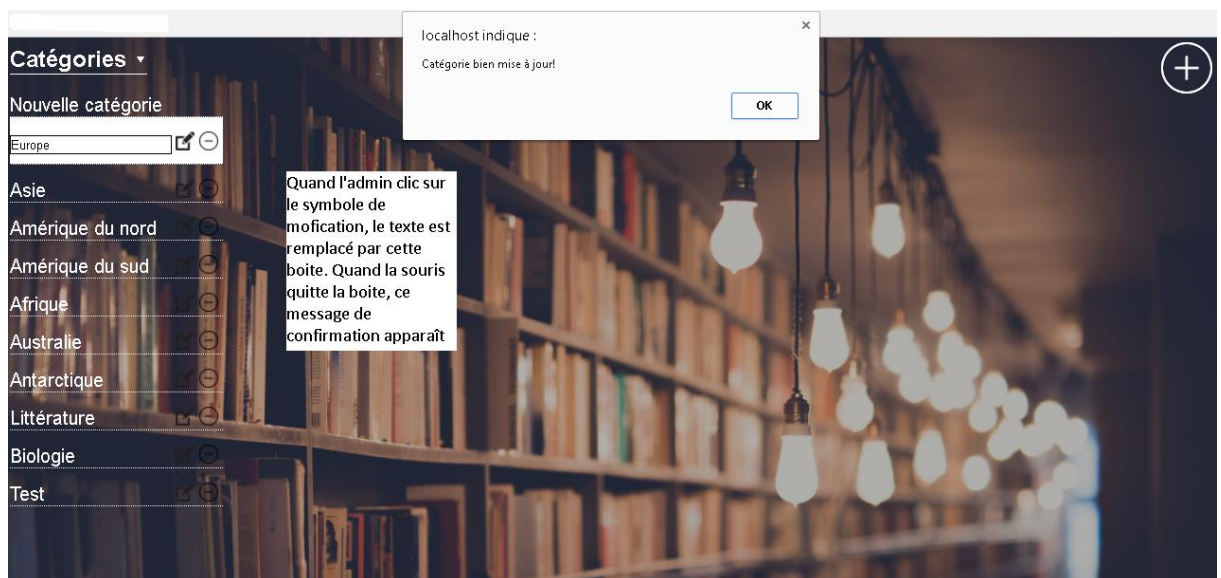 localhost indique :
Catégorie bien mise à jour!
OK
Catégories
Nouvelle catégorie
Europe
Asie
Amérique du nord
Amérique du sud
Afrique
Australie
Antarctique
Littérature
Biologie
Test
Quand l'admin clic sur
le symbole de
mofication, le texte est
remplacé par cette
boite. Quand la souris
quitte la boite, ce
message de
confirmation apparaît